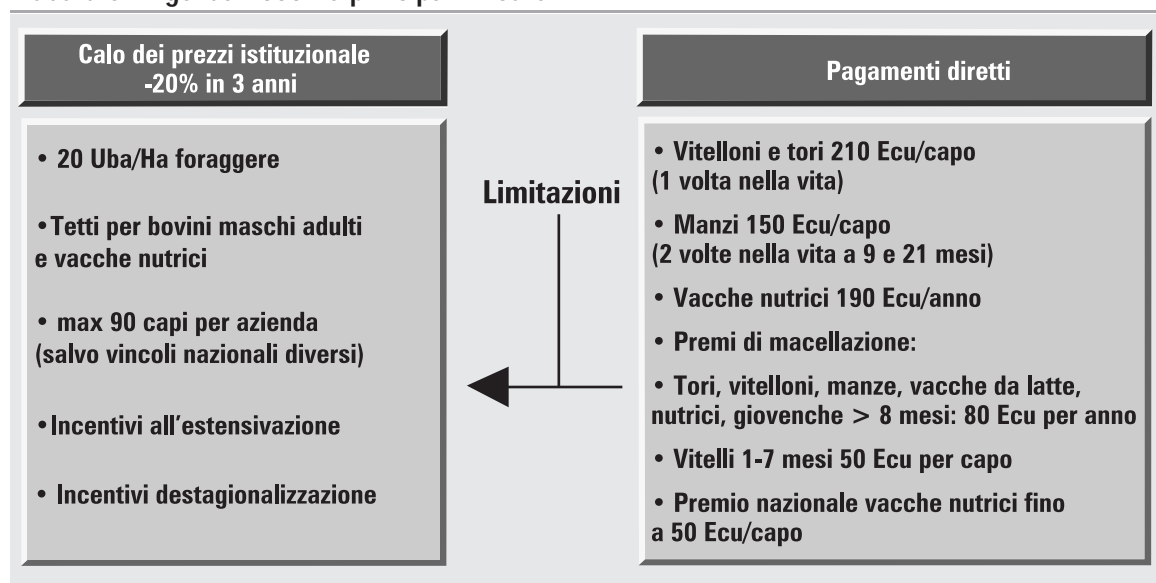 Calo dei prezzi istituzionale
-20% in 3 anni
• 20 Uba/Ha foraggere
•Tetti per bovini maschi adulti
e vacche nutrici
• max 90 capi per azienda
(salvo vincoli nazionali diversi)
•Incentivi all'estensivazione
• Incentivi destagionalizzazione
Limitazioni
Pagamenti diretti
• Vitelloni e tori 210 Ecu/capo
(1 volta nella vita)
• Manzi 150 Ecu/capo
(2 volte nella vita a 9 e 21 mesi)
• Vacche nutrici 190 Ecu/anno
• Premi di macellazione:
• Tori, vitelloni, manze, vacche da latte,
nutrici, giovenche > 8 mesi: 80 Ecu per anno
• Vitelli 1-7 mesi 50 Ecu per capo
• Premio nazionale vacche nutrici fino
a 50 Ecu/capo